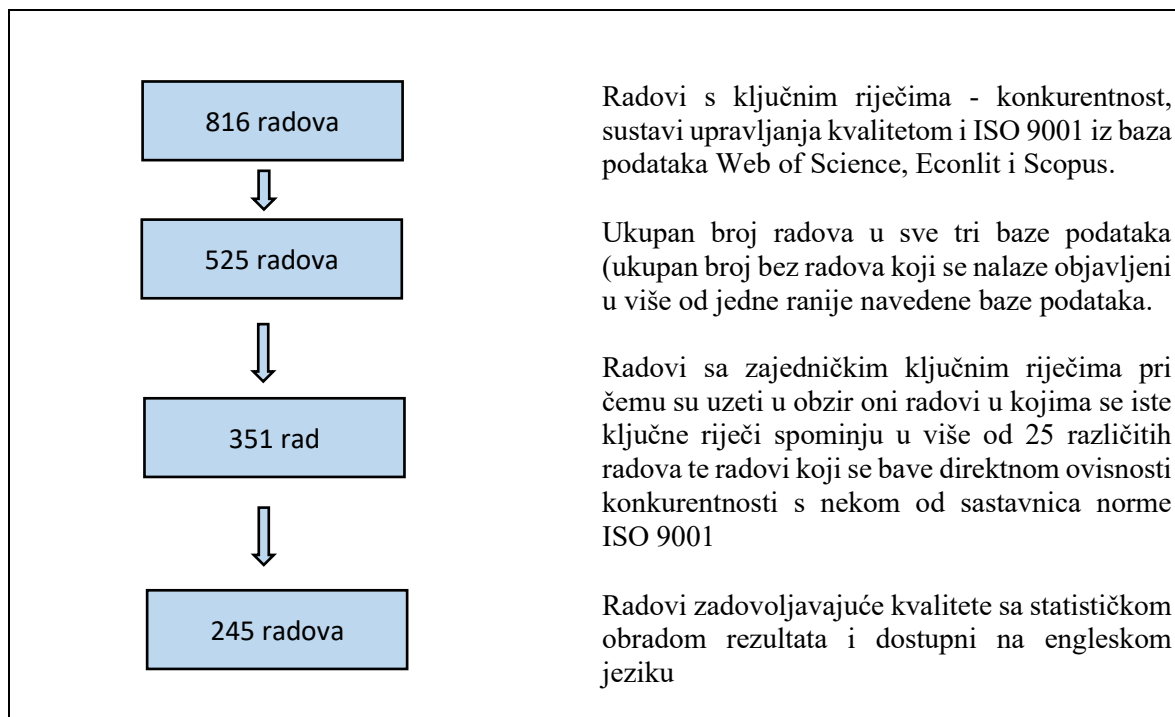 816 radova
Radovi s ključnim riječima - konkurentnost,
sustavi upravljanja kvalitetom i ISO 9001 iz baza
podataka Web of Science, Econlit i Scopus.
525 radova
Ukupan broj radova u sve tri baze podataka
(ukupan broj bez radova koji se nalaze objavljeni
u više od jedne ranije navedene baze podataka.
351 rad
Radovi sa zajedničkim ključnim riječima pri
čemu su uzeti u obzir oni radovi u kojima se iste
ključne riječi spominju u više od 25 različitih
radova te radovi koji se bave direktnom ovisnosti
konkurentnosti s nekom od sastavnica norme
ISO 9001
245 radova
Radovi zadovoljavajuće kvalitete sa statističkom
obradom rezultata i dostupni na engleskom
jeziku